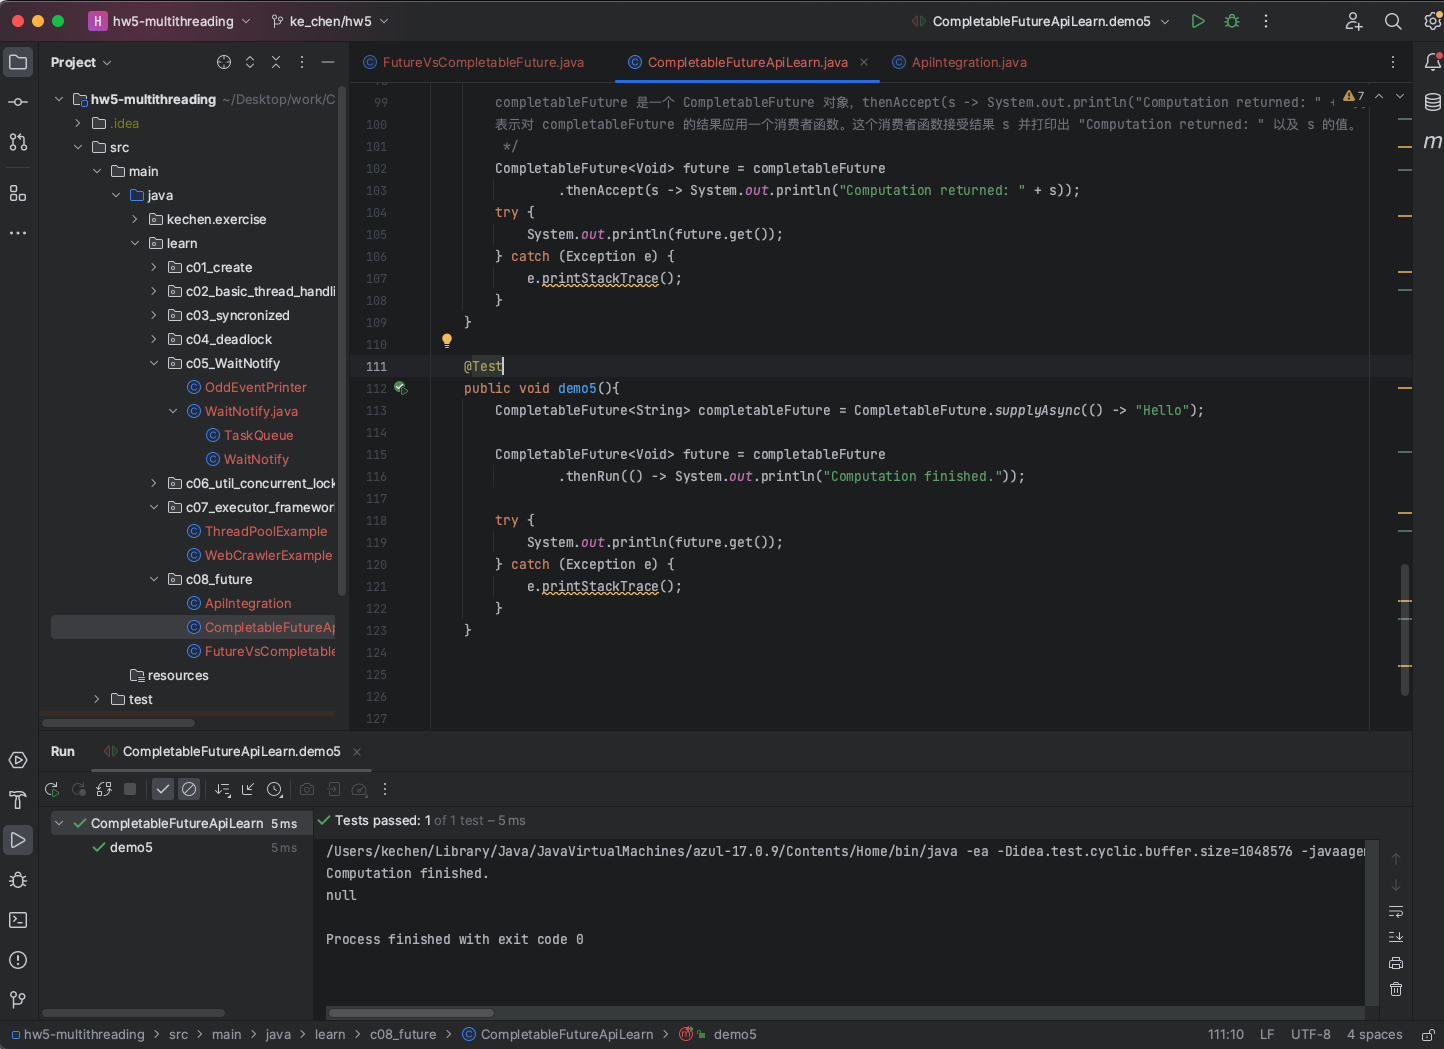 hw5-multithreading
ke_chen/hw5
CompletableFutureApiLearn.demo5
Project
FutureVsCompletableFuture.java
CompletableFutureApiLearn.java
ApiIntegration.java
hw5-multithreading ~/Desktop/work/C
.idea
src
main
java
kechen.exercise
learn
c01_create
c02_basic_thread_handli
c03_syncronized
c04_deadlock
c05_WaitNotify
OddEventPrinter
WaitNotify.java
TaskQueue
WaitNotify
c06_util_concurrent_lock
c07_executor_framewor
ThreadPoolExample
WebCrawlerExample
c08_future
ApiIntegration
CompletableFutureAp
FutureVsCompletable
resources
test
7
99 completableFuture 是一个 CompletableFuture 对象，thenAccept(s -> System.out.println("Computation returned: " +
100 表示对 completableFuture 的结果应用一个消费者函数。这个消费者函数接受结果 s 并打印出 "Computation returned: " 以及 s 的值。
101 */
102 CompletableFuture<Void> future = completableFuture
103 .thenAccept(s -> System.out.println("Computation returned: " + s));
104 try {
105 System.out.println(future.get());
106 } catch (Exception e) {
107 e.printStackTrace();
108 }
109 }
110
111 @Test
112 public void demo5(){
113 CompletableFuture<String> completableFuture = CompletableFuture.supplyAsync(() -> "Hello");
114
115 CompletableFuture<Void> future = completableFuture
116 .thenRun(() -> System.out.println("Computation finished."));
117
118 try {
119 System.out.println(future.get());
120 } catch (Exception e) {
121 e.printStackTrace();
122 }
123 }
124
125
126
127
Run
CompletableFutureApiLearn.demo5
CompletableFutureApiLearn 5 ms
demo5 5 ms
Tests passed: 1 of 1 test – 5 ms
/Users/kechen/Library/Java/JavaVirtualMachines/azul-17.0.9/Contents/Home/bin/java -ea -Didea.test.cyclic.buffer.size=1048576 -javaagen
Computation finished.
null
Process finished with exit code 0
hw5-multithreading > src > main > java > learn > c08_future > CompletableFutureApiLearn > demo5
111:10 LF UTF-8 4 spaces